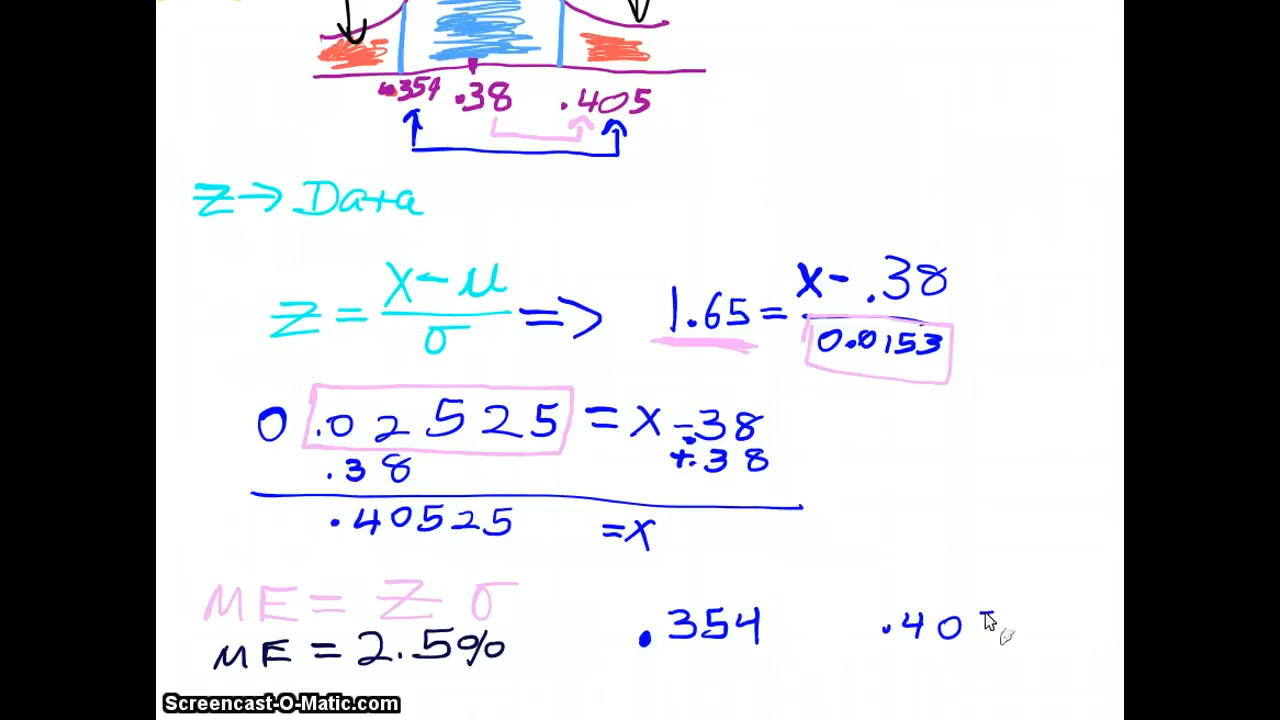 .354 .38 .405
Z → Data
Z = X - μ / σ => 1.65 = X - .38 / 0.0153
0.02525 = X - .38
.38 +.38
.40525 = X
ME = Z σ
ME = 2.5% .354 .40
Screencast-O-Matic.com